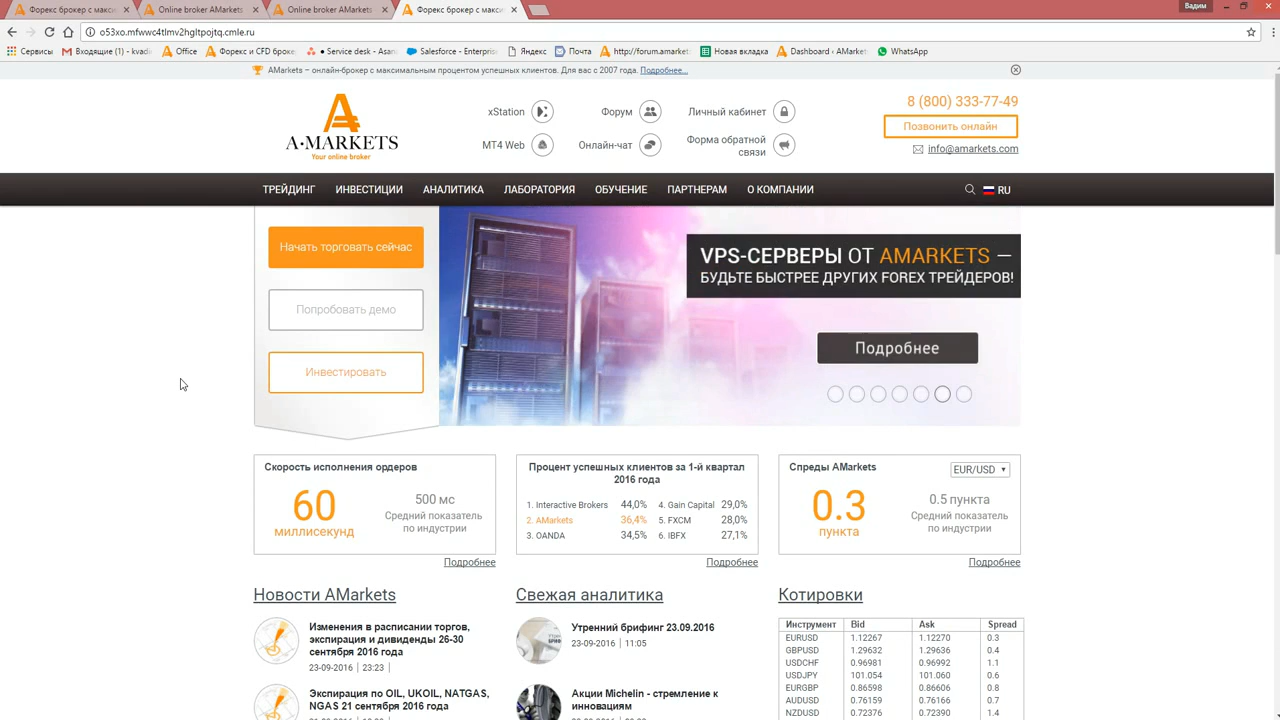 Форекс брокер с макси
Online broker AMarkets
Online broker AMarkets
Форекс брокер с макси
Вадим
o53xo.mfwwc4tlmv2hgltpojtq.cmle.ru
Сервисы
Входящие (1) - kvadim
Office
Форекс и CFD броке
Service desk - Asan
Salesforce - Enterpris
Яндекс
Почта
http://forum.amarket
Новая вкладка
Dashboard ‹ AMarket
WhatsApp
AMarkets – онлайн-брокер с максимальным процентом успешных клиентов. Для вас с 2007 года. Подробнее...
A·MARKETS
Your online broker
xStation
Форум
Личный кабинет
MT4 Web
Онлайн-чат
Форма обратной
связи
8 (800) 333-77-49
Позвонить онлайн
info@amarkets.com
ТРЕЙДИНГ ИНВЕСТИЦИИ АНАЛИТИКА ЛАБОРАТОРИЯ ОБУЧЕНИЕ ПАРТНЕРАМ О КОМПАНИИ
RU
Начать торговать сейчас
Попробовать демо
Инвестировать
VPS-СЕРВЕРЫ ОТ AMARKETS —
БУДЬТЕ БЫСТРЕЕ ДРУГИХ FOREX ТРЕЙДЕРОВ!
Подробнее
Скорость исполнения ордеров
60
миллисекунд
500 мс
Средний показатель
по индустрии
Подробнее
Процент успешных клиентов за 1-й квартал
2016 года
1. Interactive Brokers 44,0% 4. Gain Capital 29,0%
2. AMarkets 36,4% 5. FXCM 28,0%
3. OANDA 34,5% 6. IBFX 27,1%
Подробнее
Спреды AMarkets
EUR/USD
0.3
пункта
0.5 пункта
Средний показатель
по индустрии
Подробнее
Новости AMarkets
Изменения в расписании торгов,
экспирация и дивиденды 26-30
сентября 2016 года
23-09-2016 | 23:23 |
Экспирация по OIL, UKOIL, NATGAS,
NGAS 21 сентября 2016 года
Свежая аналитика
Утренний брифинг 23.09.2016
23-09-2016 | 11:05
Акции Michelin - стремление к
инновациям
Котировки
Инструмент Bid Ask Spread
EURUSD 1.12267 1.12270 0.3
GBPUSD 1.29632 1.29636 0.4
USDCHF 0.96981 0.96992 1.1
USDJPY 101.054 101.060 0.6
EURGBP 0.86598 0.86606 0.8
AUDUSD 0.76159 0.76166 0.7
NZDUSD 0.72376 0.72390 1.4